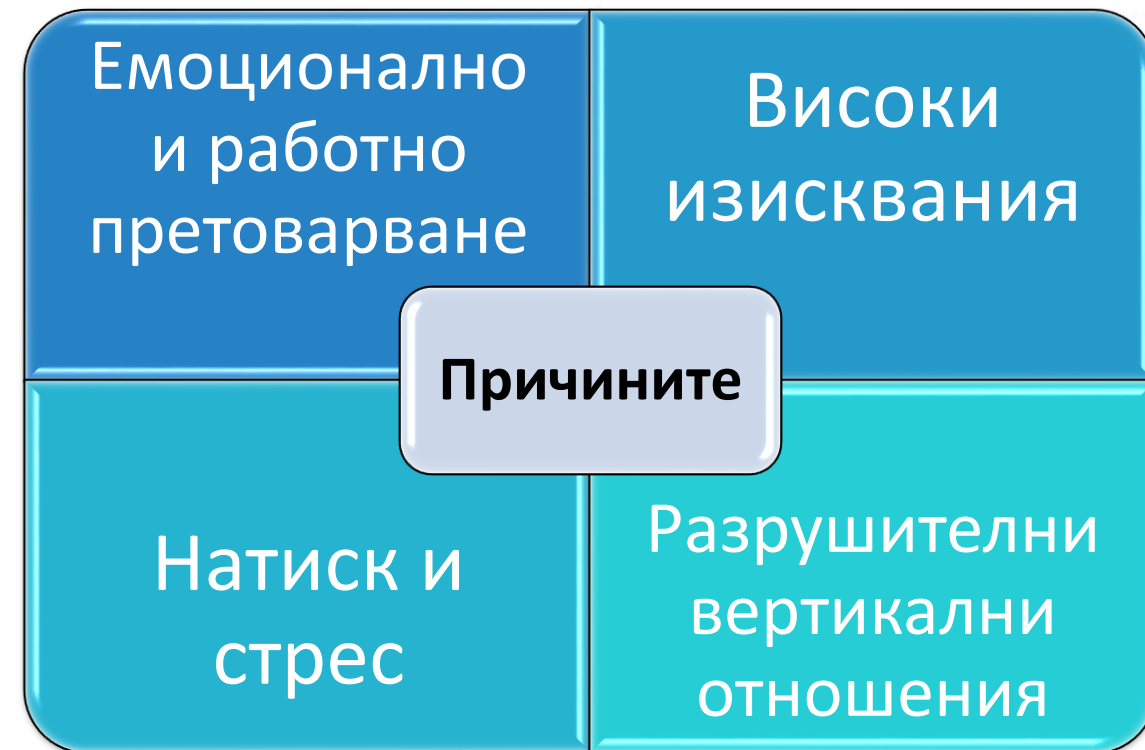 Емоционално
и работно
претоварване
Високи
изисквания
Причините
Натиск и
стрес
Разрушителни
вертикални
отношения